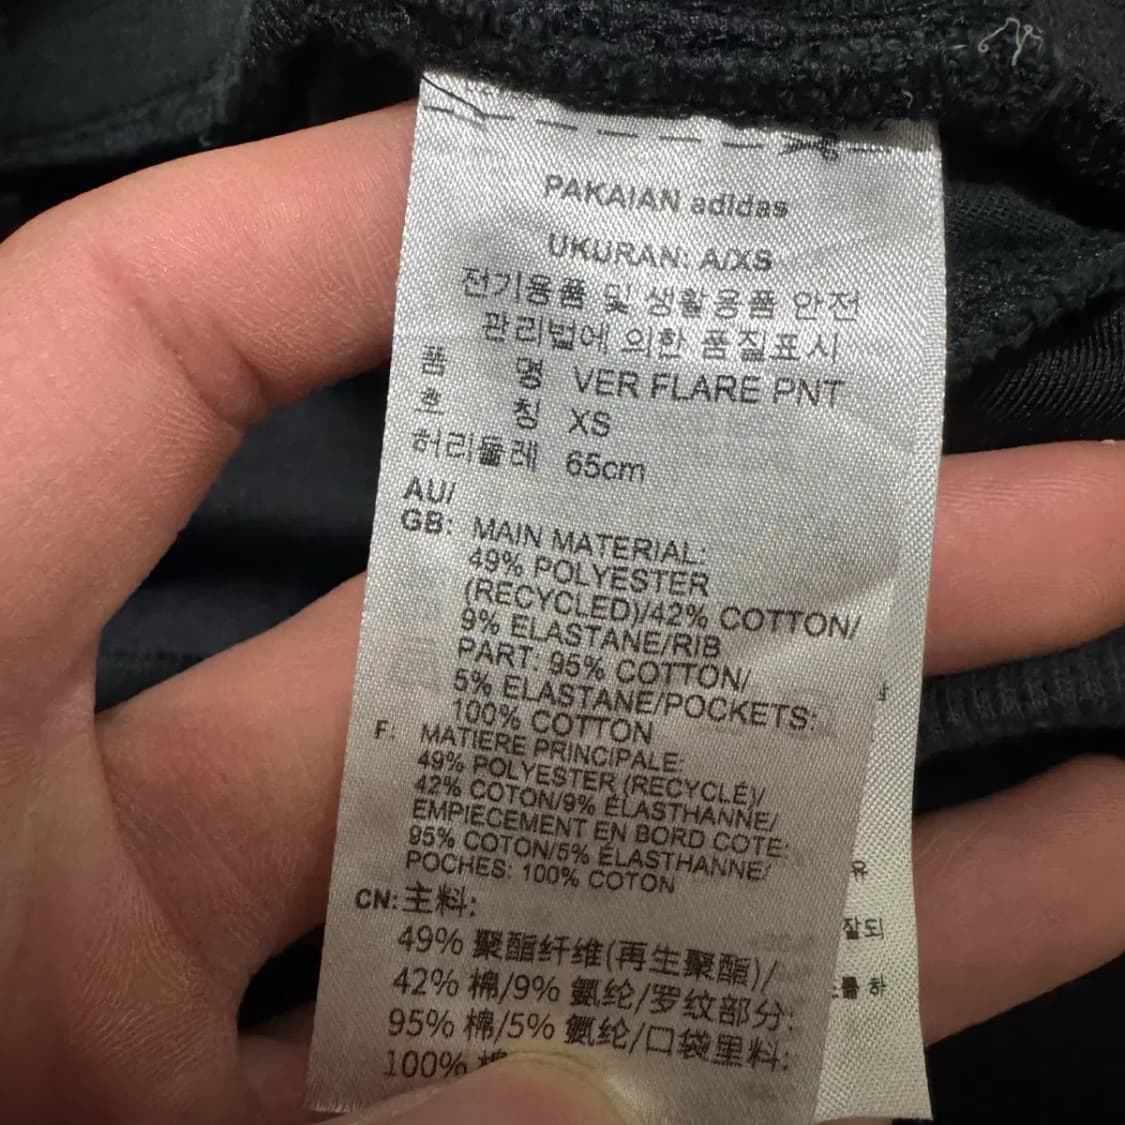 PAKAIAN adidas
UKURAN: A/XS
전기용품 및 생활용품 안전
관리법에 의한 품질표시
품 명 VER FLARE PNT
호 칭 XS
허리둘레 65cm
AU/
GB: MAIN MATERIAL:
49% POLYESTER
(RECYCLED)/42% COTTON/
9% ELASTANE/RIB
PART: 95% COTTON/
5% ELASTANE/POCKETS:
100% COTTON
F: MATIERE PRINCIPALE:
49% POLYESTER (RECYCLÉ)/
42% COTON/9% ÉLASTHANNE/
EMPIECEMENT EN BORD COTE:
95% COTON/5% ÉLASTHANNE/
POCHES: 100% COTON
CN: 主料:
49% 聚酯纤维(再生聚酯)/
42% 棉/9% 氨纶/罗纹部分:
95% 棉/5% 氨纶/口袋里料:
100%
잘되
를 하